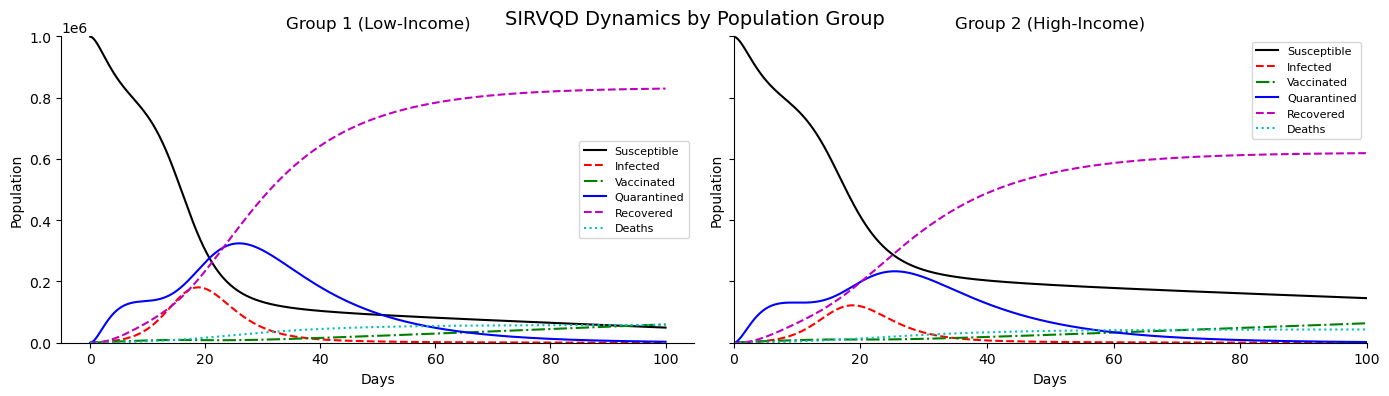 SIRVQD Dynamics by Population Group
Group 1 (Low-Income)
1e6
1.0
0.8
0.6
0.4
0.2
0.0
Population
0 20 40 60 80 100
Days
Susceptible
Infected
Vaccinated
Quarantined
Recovered
Deaths
Group 2 (High-Income)
Population
0 20 40 60 80 100
Days
Susceptible
Infected
Vaccinated
Quarantined
Recovered
Deaths